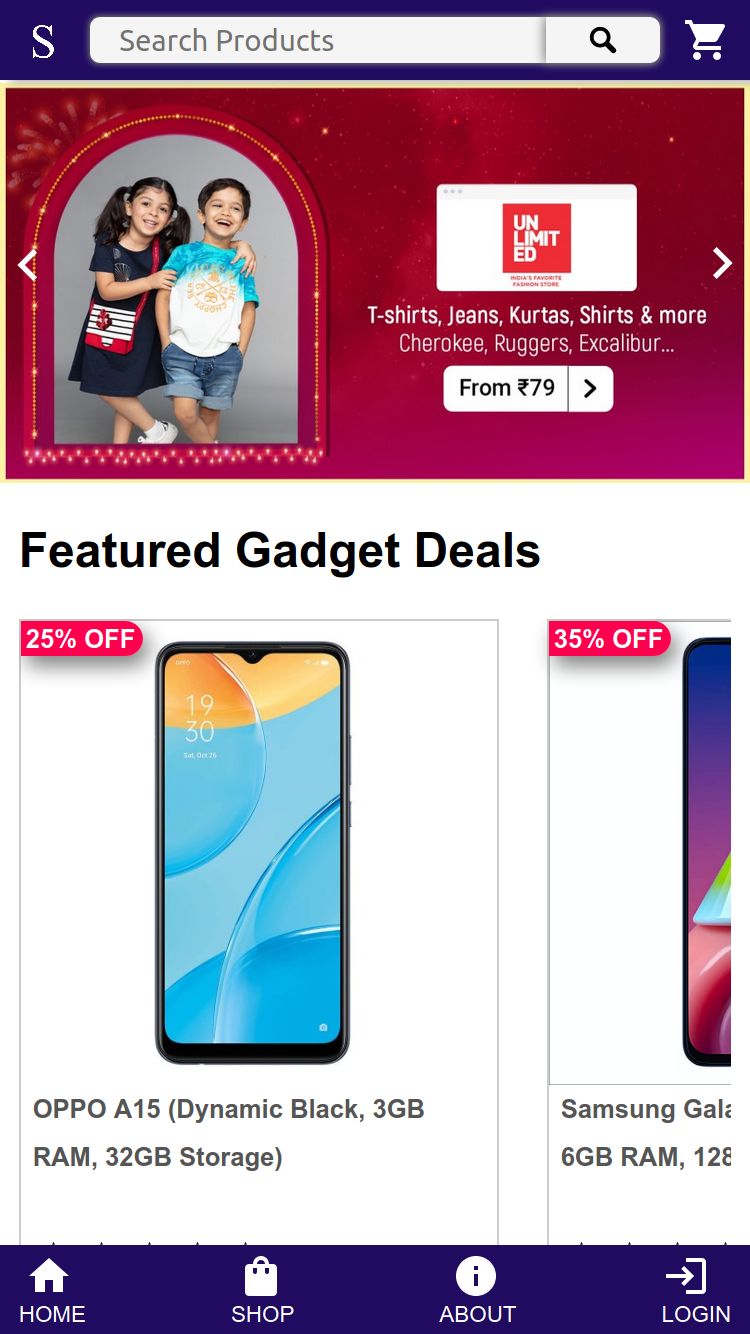 S
Search Products
UN
LIMIT
ED
INDIA'S FAVORITE
FASHION STORE
T-shirts, Jeans, Kurtas, Shirts & more
Cherokee, Ruggers, Excalibur...
From ₹79
Featured Gadget Deals
25% OFF
OPPO
19
30
Sat, Oct 26
OPPO A15 (Dynamic Black, 3GB
RAM, 32GB Storage)
35% OFF
Samsung Gala
6GB RAM, 128
HOME
SHOP
ABOUT
LOGIN